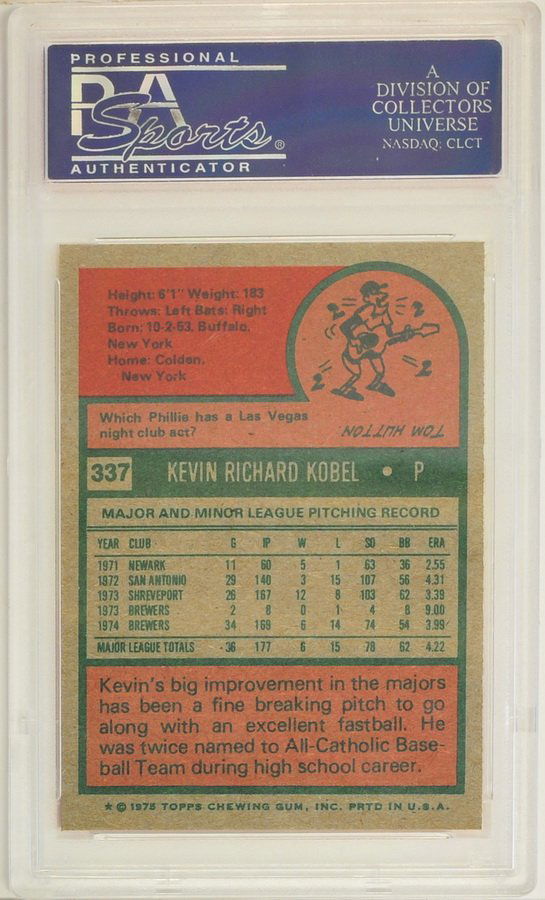 PROFESSIONAL
PSA
Sports®
AUTHENTICATOR
A
DIVISION OF
COLLECTORS
UNIVERSE
NASDAQ: CLCT
Height: 6'1" Weight: 183
Throws: Left Bats: Right
Born: 10-2-53, Buffalo,
New York
Home: Colden,
New York
2 2
2 2
Which Phillie has a Las Vegas
night club act?
TOM HUTTON
337 KEVIN RICHARD KOBEL • P
MAJOR AND MINOR LEAGUE PITCHING RECORD
YEAR CLUB G IP W L SO BB ERA
1971 NEWARK 11 60 5 1 63 36 2.55
1972 SAN ANTONIO 29 140 3 15 107 56 4.31
1973 SHREVEPORT 26 167 12 8 103 62 3.39
1973 BREWERS 2 8 0 1 4 8 9.00
1974 BREWERS 34 169 6 14 74 54 3.99
MAJOR LEAGUE TOTALS 36 177 6 15 78 62 4.22
Kevin's big improvement in the majors
has been a fine breaking pitch to go
along with an excellent fastball. He
was twice named to All-Catholic Base-
ball Team during high school career.
★ © 1975 TOPPS CHEWING GUM, INC. PRTD IN U.S.A.